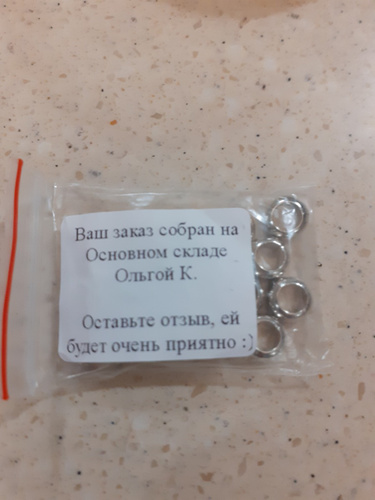 Ваш заказ собран на
Основном складе
Ольгой К.
Оставьте отзыв, ей
будет очень приятно :)